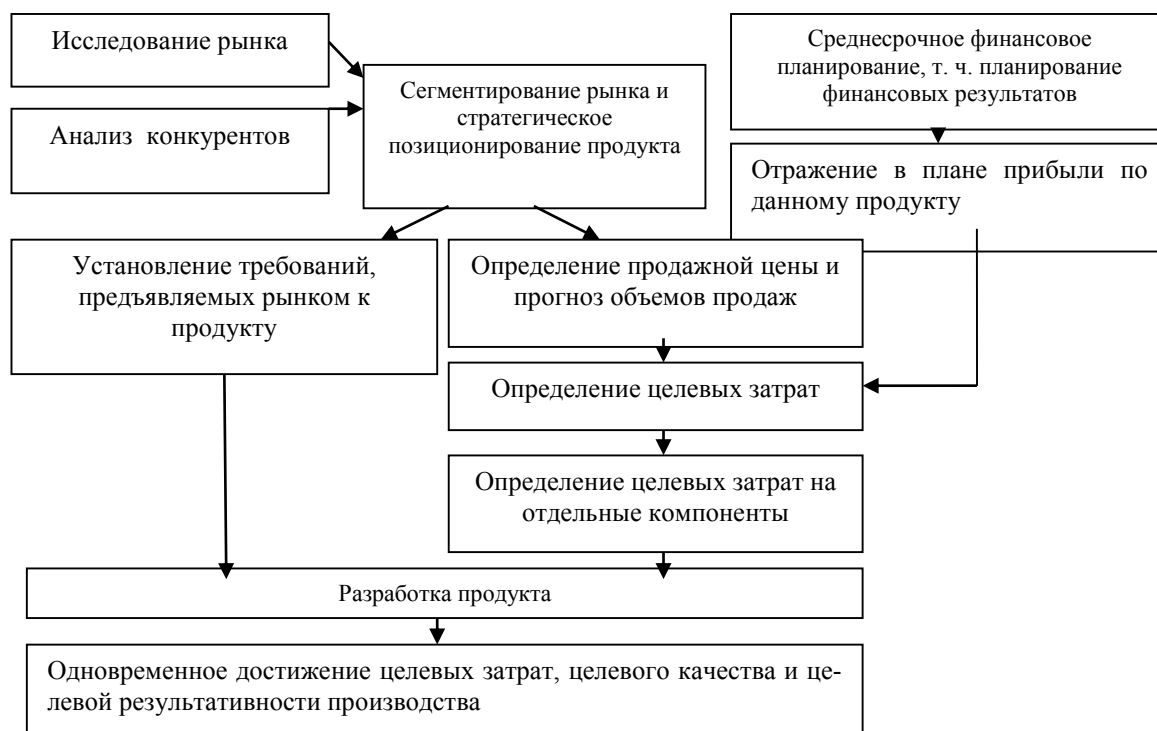 Исследование рынка
Анализ конкурентов
Сегментирование рынка и
стратегическое
позиционирование продукта
Среднесрочное финансовое
планирование, т. ч. планирование
финансовых результатов
Отражение в плане прибыли по
данному продукту
Установление требований,
предъявляемых рынком к
продукту
Определение продажной цены и
прогноз объемов продаж
Определение целевых затрат
Определение целевых затрат на
отдельные компоненты
Разработка продукта
Одновременное достижение целевых затрат, целевого качества и це-
левой результативности производства